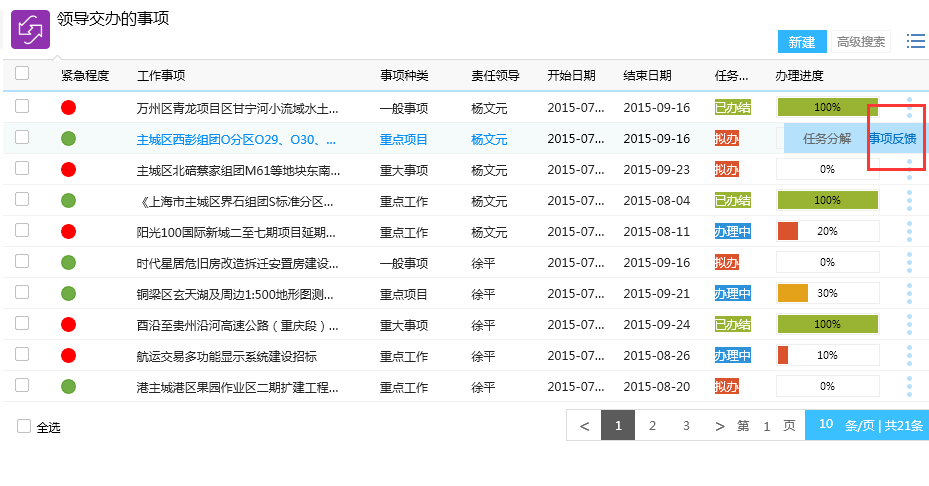 领导交办的事项
新建 高级搜索
紧急程度 工作事项 事项种类 责任领导 开始日期 结束日期 任务... 办理进度
万州区青龙项目区甘宁河小流域水土... 一般事项 杨文元 2015-07... 2015-09-16 已办结 100%
主城区西彭组团O分区O29、O30、... 重点项目 杨文元 2015-07... 2015-09-16 拟办 任务分解 事项反馈
主城区北碚蔡家组团M61等地块东南... 重大事项 杨文元 2015-07... 2015-09-23 拟办 0%
《上海市主城区界石组团S标准分区... 重点工作 杨文元 2015-07... 2015-08-04 已办结 100%
阳光100国际新城二至七期项目延期... 重点工作 杨文元 2015-07... 2015-08-11 办理中 20%
时代星居危旧房改造拆迁安置房建设... 一般事项 徐平 2015-07... 2015-09-16 拟办 0%
铜梁区玄天湖及周边1:500地形图测... 重点项目 徐平 2015-07... 2015-09-21 办理中 30%
酉沿至贵州沿河高速公路（重庆段）... 重大事项 徐平 2015-07... 2015-09-24 已办结 100%
航运交易多功能显示系统建设招标 重点工作 徐平 2015-07... 2015-08-26 办理中 10%
港主城港区果园作业区二期扩建工程... 重点工作 徐平 2015-07... 2015-08-20 拟办 0%
全选 < 1 2 3 > 第 1 页 10 条/页 | 共21条